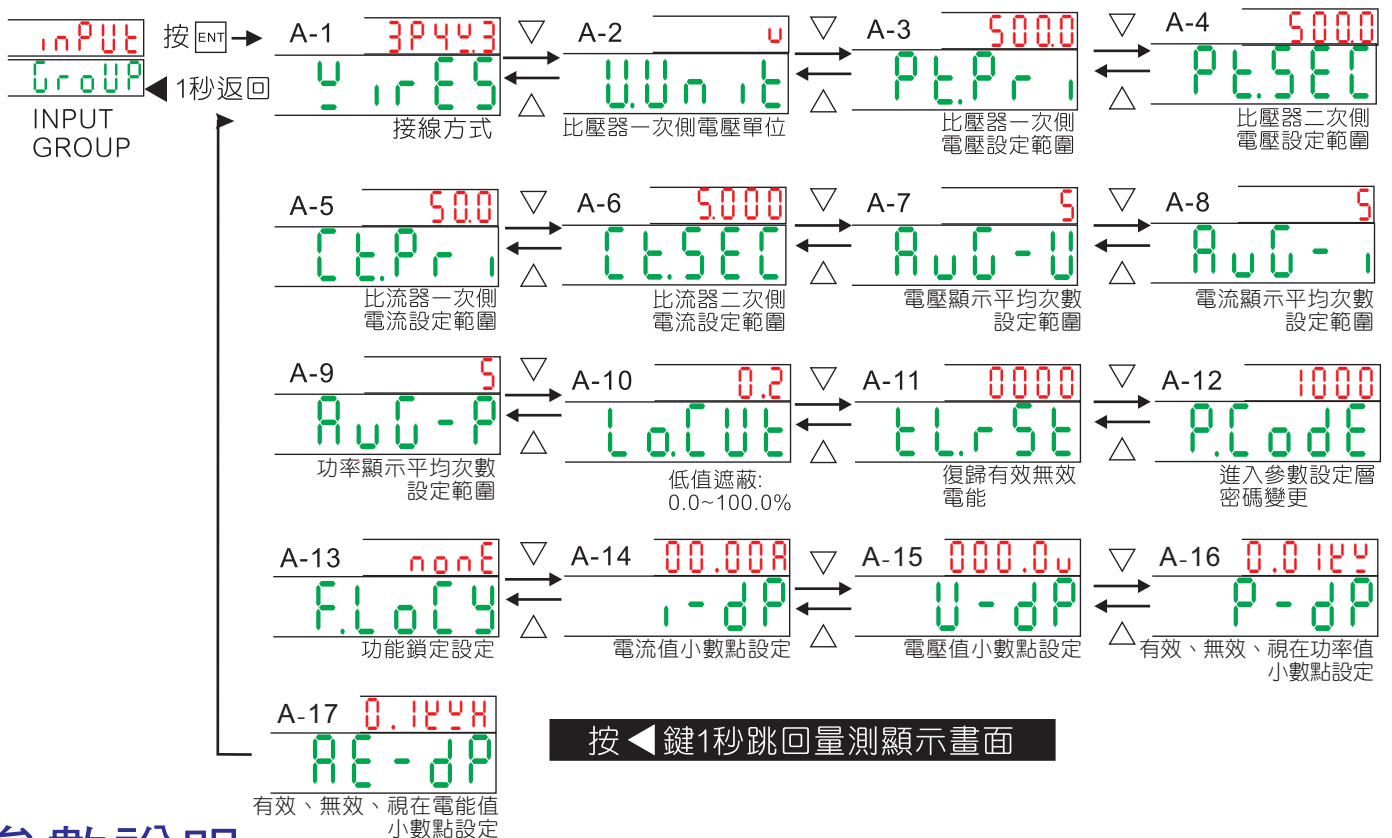 inPUt
GroUP
按 ENT
1秒返回
INPUT
GROUP
A-1 3P4W.3
WirES
接線方式
A-2 U
U.Unit
比壓器一次側電壓單位
A-3 500.0
Pt.Pri
比壓器一次側
電壓設定範圍
A-4 500.0
Pt.SEC
比壓器二次側
電壓設定範圍
A-5 50.0
Ct.Pri
比流器一次側
電流設定範圍
A-6 5.000
Ct.SEC
比流器二次側
電流設定範圍
A-7 5
AuG-U
電壓顯示平均次數
設定範圍
A-8 5
AuG-i
電流顯示平均次數
設定範圍
A-9 5
AuG-P
功率顯示平均次數
設定範圍
A-10 0.2
Lo.CUt
低值遮蔽:
0.0~100.0%
A-11 0000
tL.rSt
復歸有效無效
電能
A-12 1000
P.CodE
進入參數設定層
密碼變更
A-13 nonE
F.LoCY
功能鎖定設定
A-14 00.00A
i-dP
電流值小數點設定
A-15 000.0u
U-dP
電壓值小數點設定
A-16 0.01kW
P-dP
有效、無效、視在功率值
小數點設定
A-17 0.1kWH
AE-dP
有效、無效、視在電能值
小數點設定
按◀鍵1秒跳回量測顯示畫面